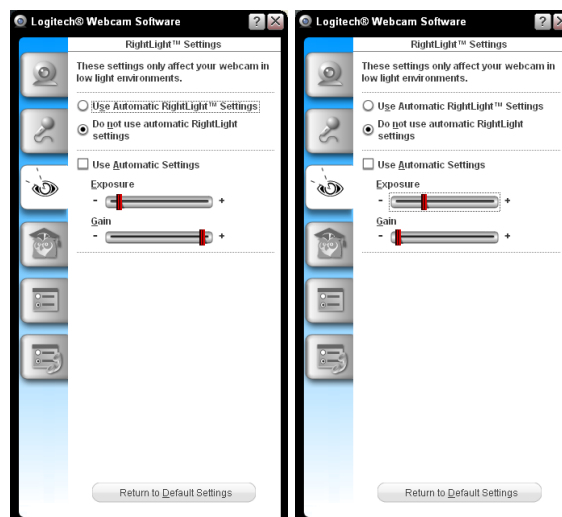 Logitech® Webcam Software
RightLight™ Settings
These settings only affect your webcam in
low light environments.
Use Automatic RightLight™ Settings
Do not use automatic RightLight
settings
Use Automatic Settings
Exposure
- +
Gain
- +
Return to Default Settings
Logitech® Webcam Software
RightLight™ Settings
These settings only affect your webcam in
low light environments.
Use Automatic RightLight™ Settings
Do not use automatic RightLight
settings
Use Automatic Settings
Exposure
- +
Gain
- +
Return to Default Settings